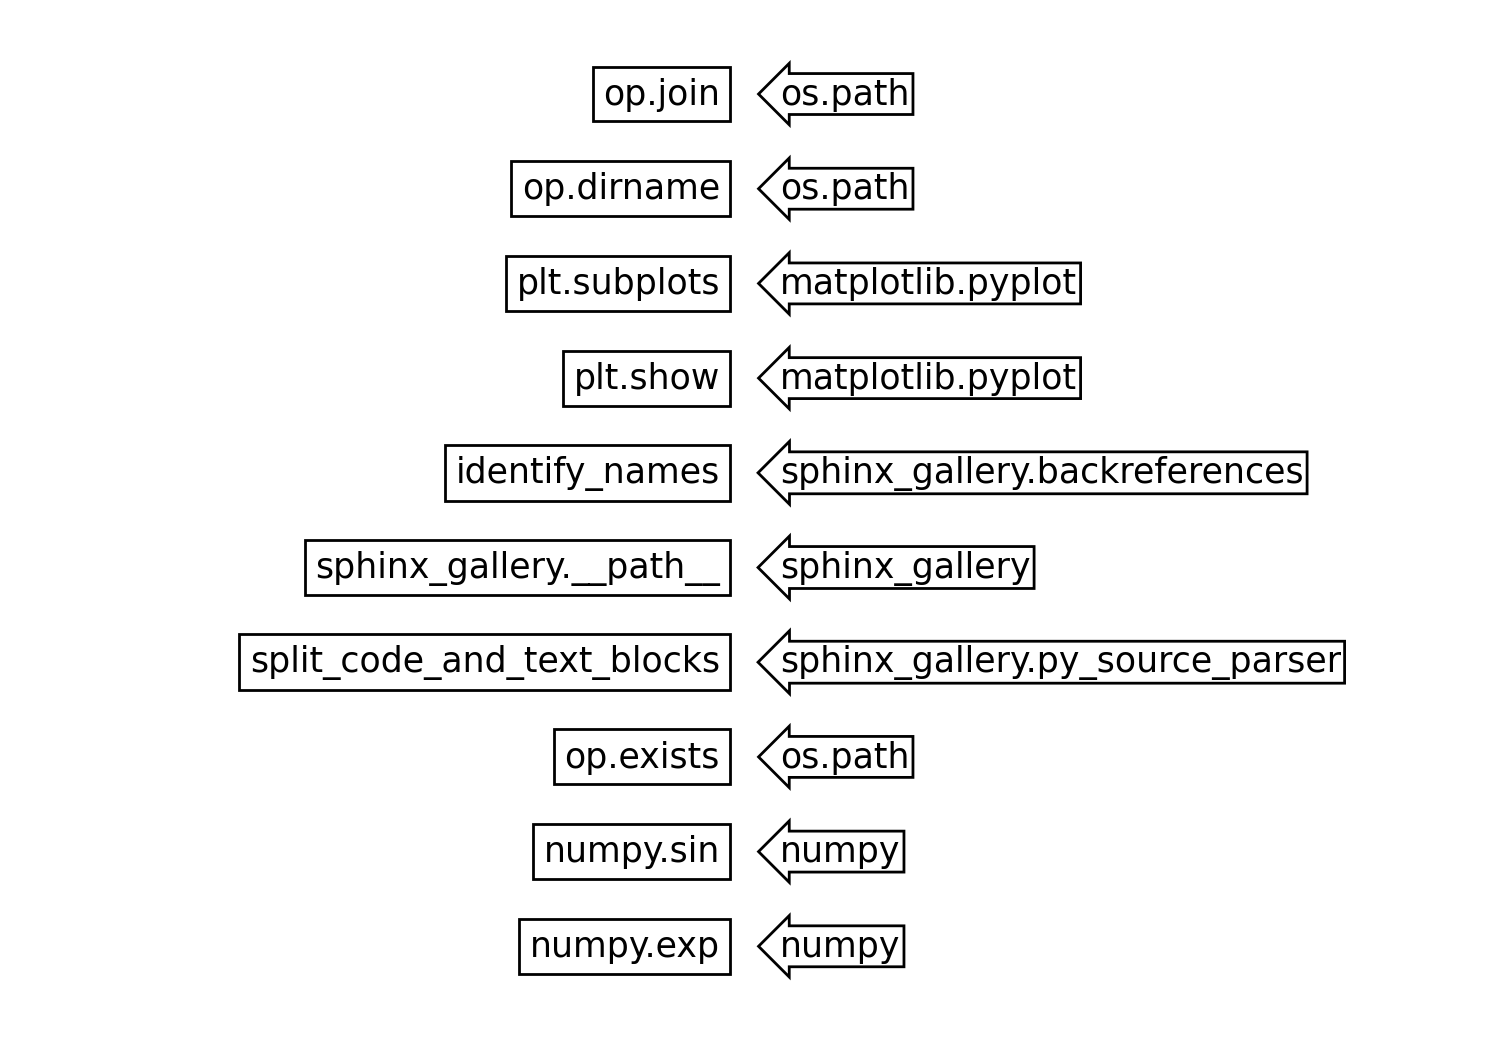 op.join os.path
op.dirname os.path
plt.subplots matplotlib.pyplot
plt.show matplotlib.pyplot
identify_names sphinx_gallery.backreferences
sphinx_gallery.__path__ sphinx_gallery
split_code_and_text_blocks sphinx_gallery.py_source_parser
op.exists os.path
numpy.sin numpy
numpy.exp numpy